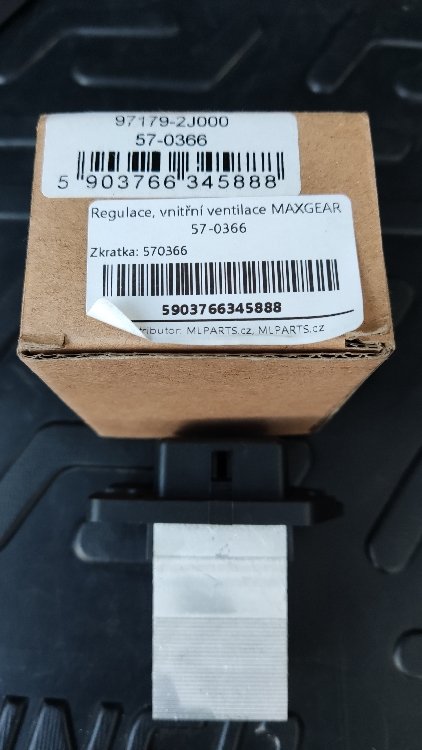 97179-2J000
57-0366
5 903766 345888
Regulace, vnitřní ventilace MAXGEAR
57-0366
Zkratka: 570366
5903766345888
tributor: MLPARTS.cz, MLPARTS.cz